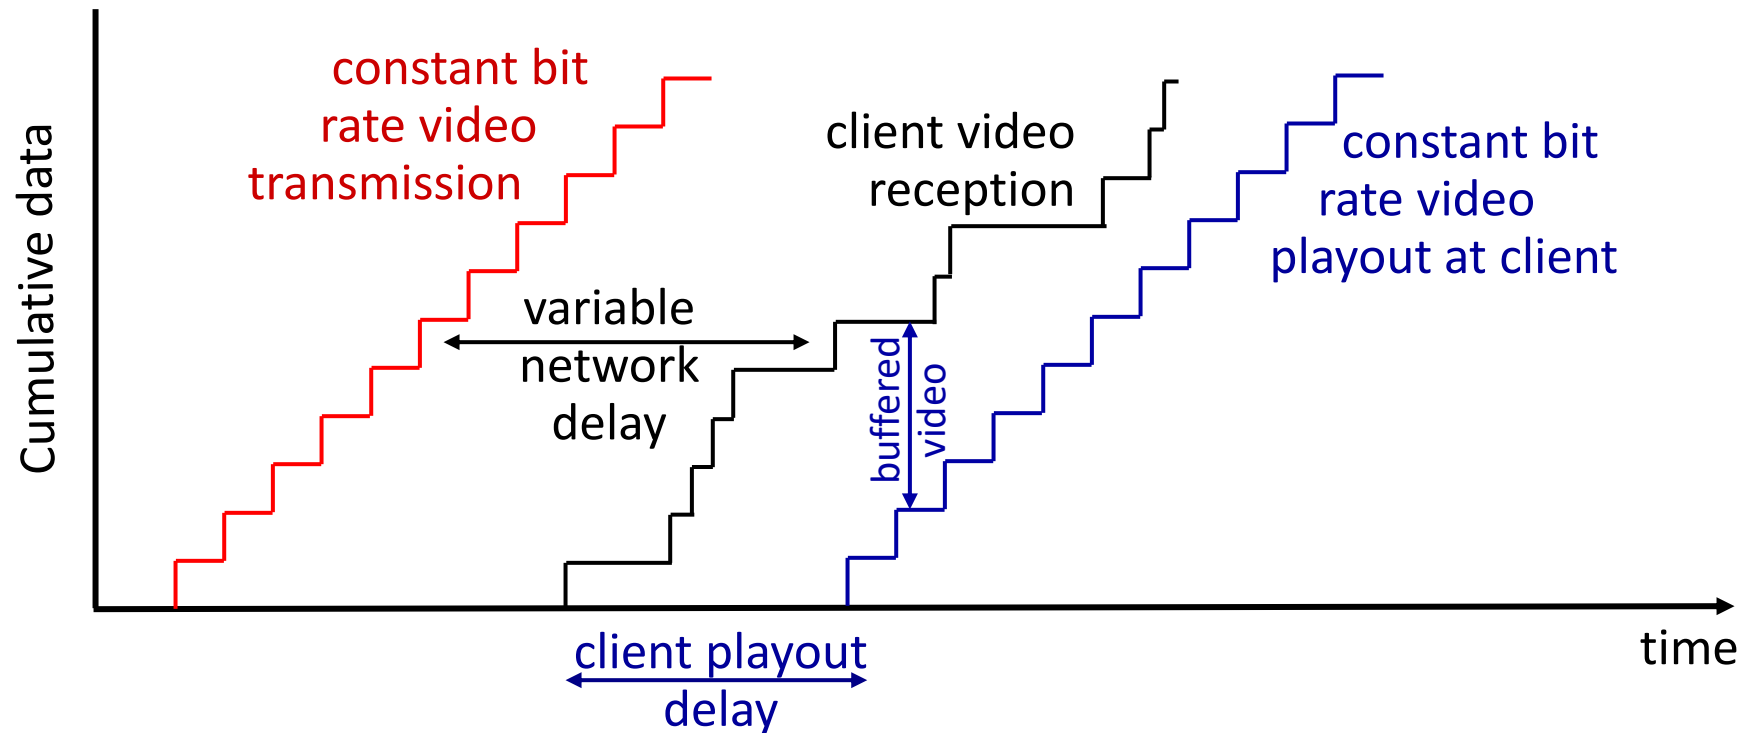 constant bit
rate video
transmission
client video
reception
constant bit
rate video
playout at client
Cumulative data
variable
network
delay
buffered
video
client playout
delay
time